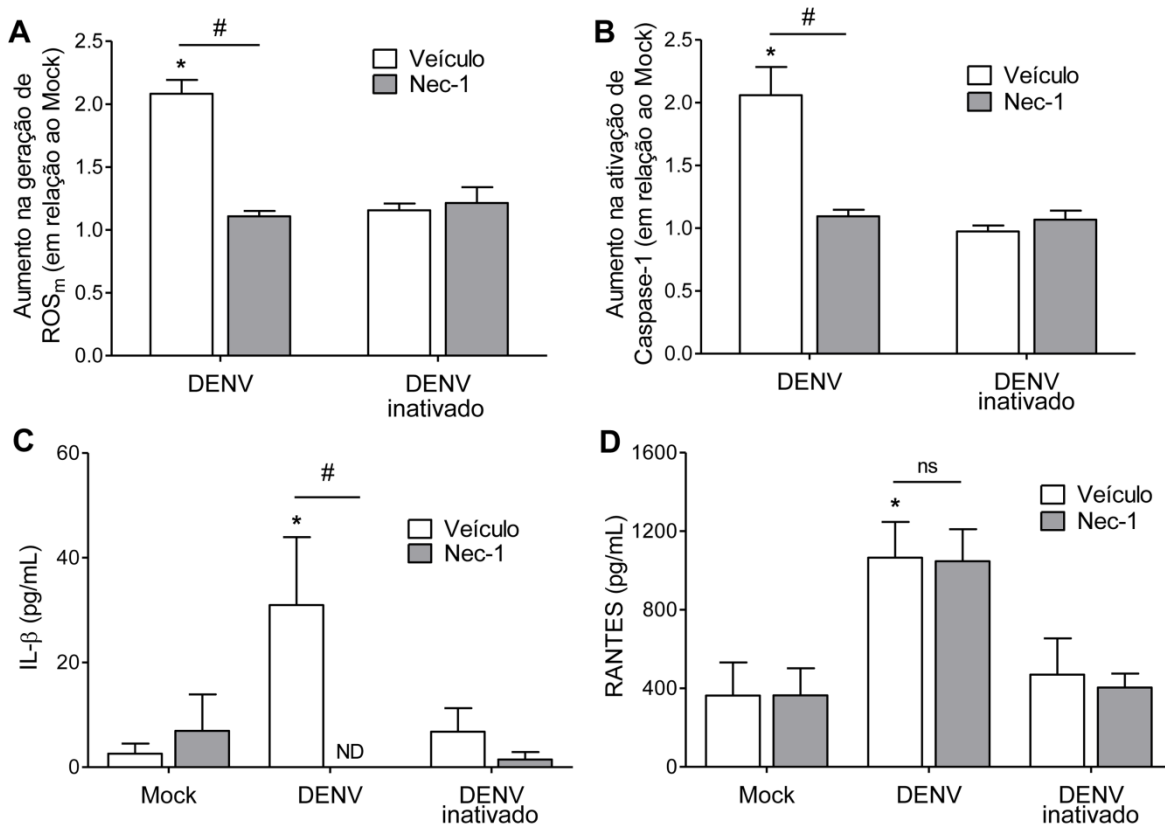 A
Aumento na geração de
ROSm (em relação ao Mock)
2.5
2.0
1.5
1.0
0.5
0.0
#
*
Veículo
Nec-1
DENV
DENV
inativado
B
Aumento na ativação de
Caspase-1 (em relação ao Mock)
2.5
2.0
1.5
1.0
0.5
0.0
#
*
Veículo
Nec-1
DENV
DENV
inativado
C
IL-β (pg/mL)
60
40
20
0
#
*
ND
Veículo
Nec-1
Mock
DENV
DENV
inativado
D
RANTES (pg/mL)
1600
1200
800
400
0
ns
*
Veículo
Nec-1
Mock
DENV
DENV
inativado